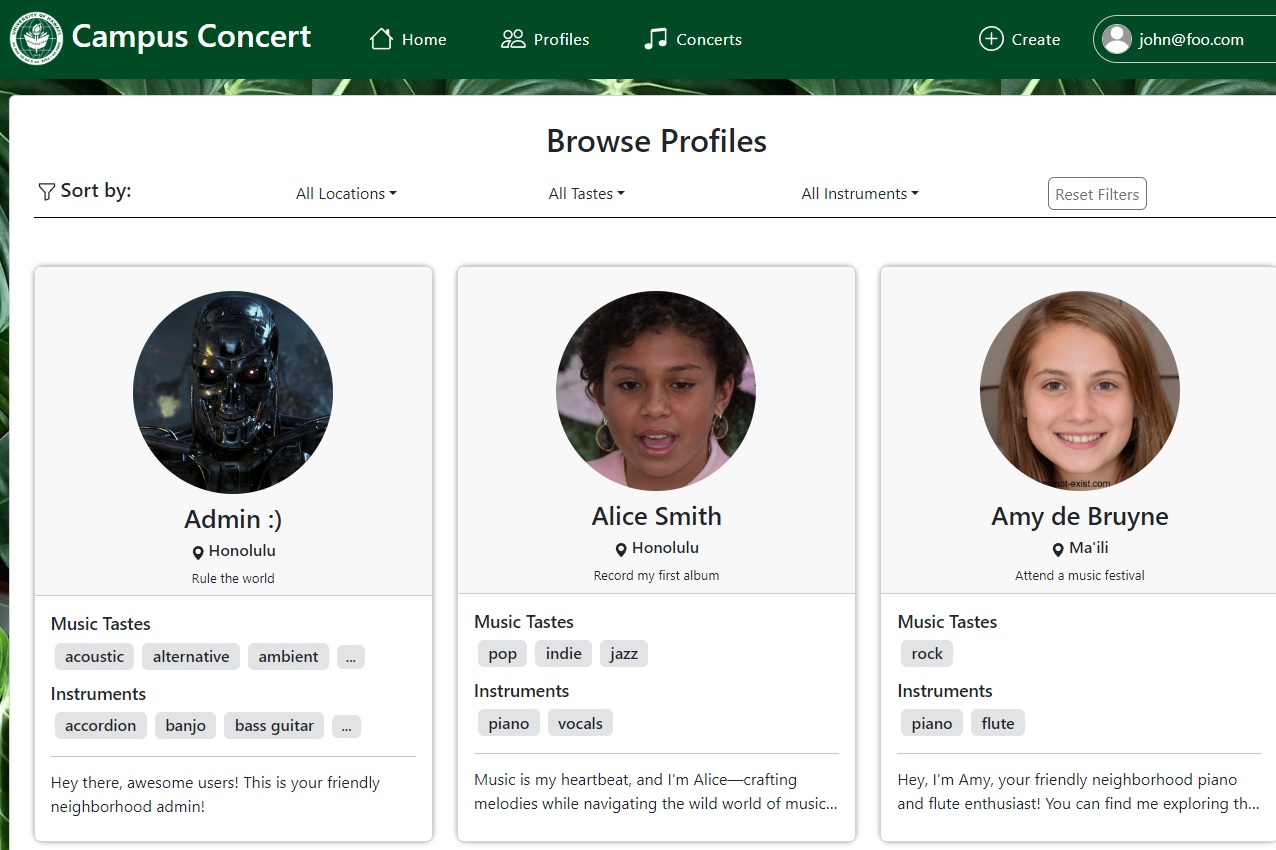 Campus Concert
Home
Profiles
Concerts
Create
john@foo.com
Browse Profiles
Sort by:
All Locations
All Tastes
All Instruments
Reset Filters
Admin :)
Honolulu
Rule the world
Music Tastes
acoustic alternative ambient ...
Instruments
accordion banjo bass guitar ...
Hey there, awesome users! This is your friendly
neighborhood admin!
Alice Smith
Honolulu
Record my first album
Music Tastes
pop indie jazz
Instruments
piano vocals
Music is my heartbeat, and I'm Alice—crafting
melodies while navigating the wild world of music...
not-exist.com
Amy de Bruyne
Ma'ili
Attend a music festival
Music Tastes
rock
Instruments
piano flute
Hey, I'm Amy, your friendly neighborhood piano
and flute enthusiast! You can find me exploring th...